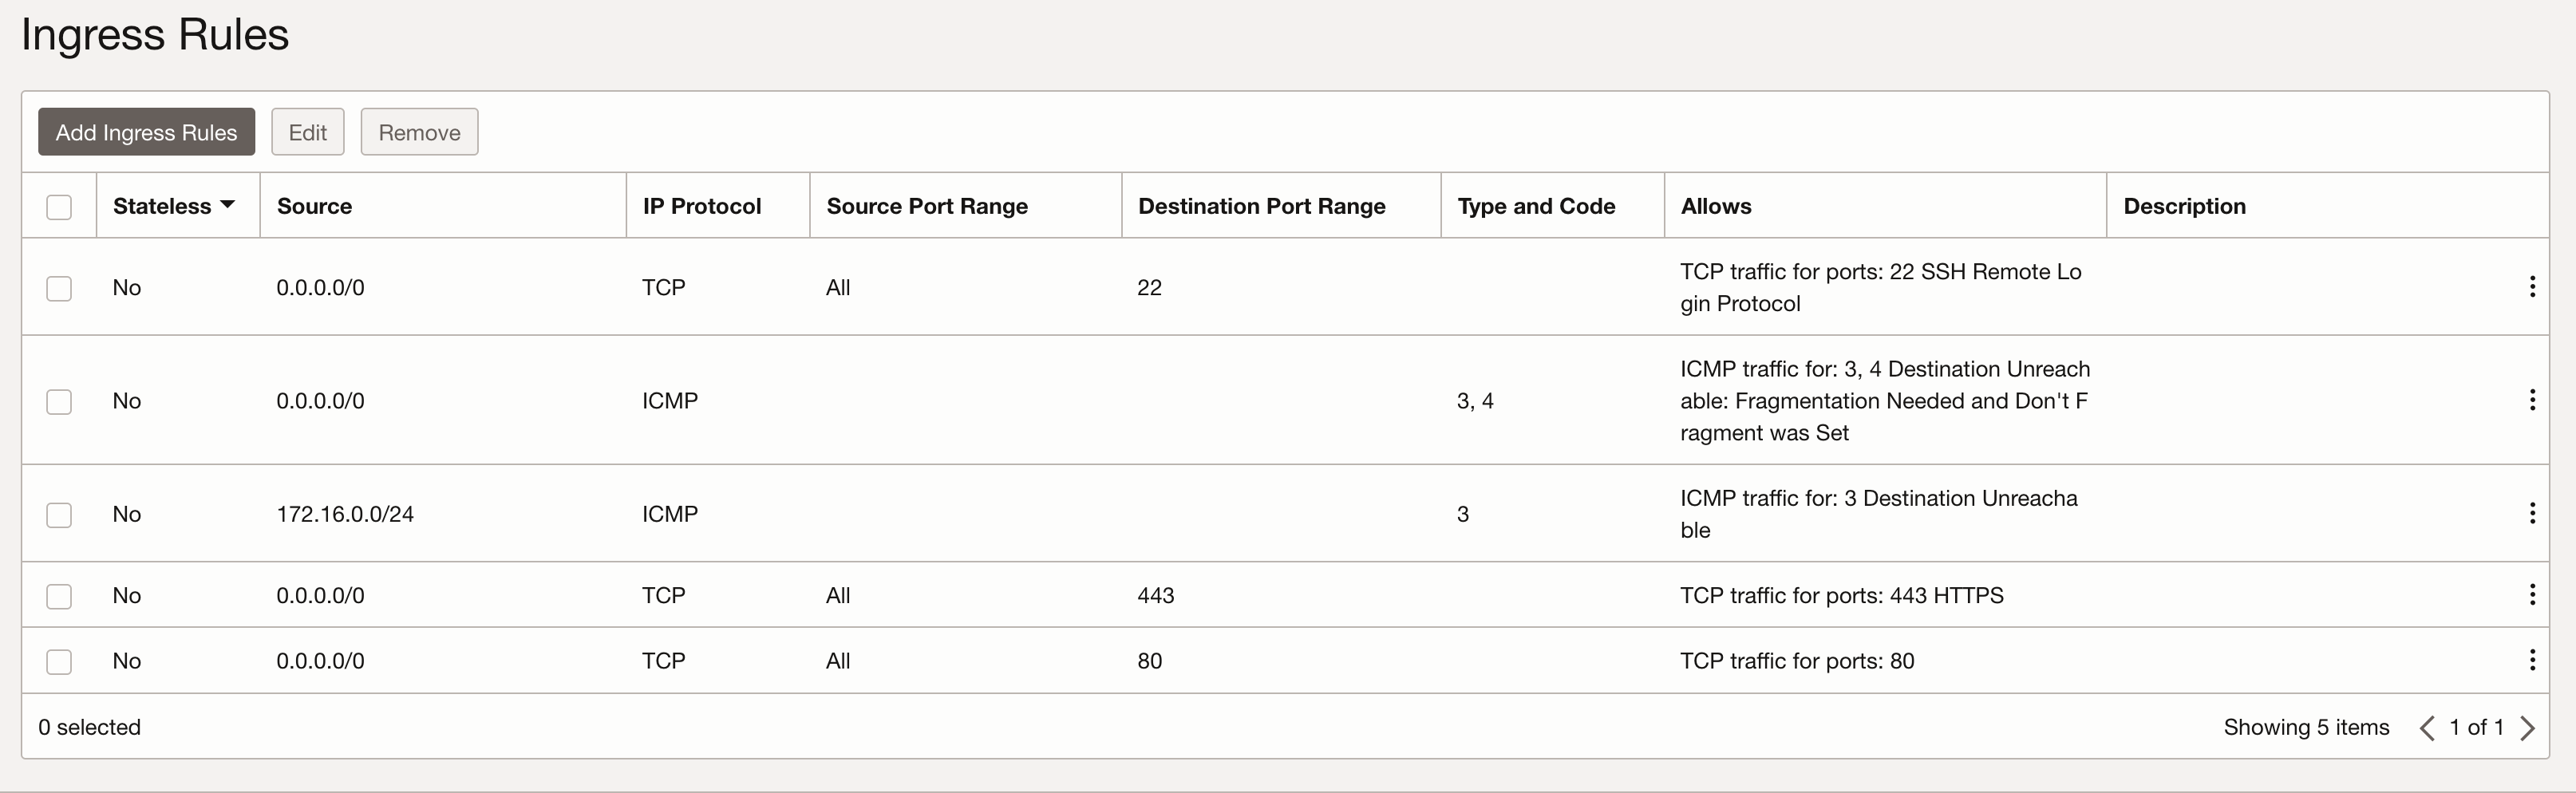 Ingress Rules
Add Ingress Rules Edit Remove
Stateless Source IP Protocol Source Port Range Destination Port Range Type and Code Allows Description
No 0.0.0.0/0 TCP All 22 TCP traffic for ports: 22 SSH Remote Lo
gin Protocol
No 0.0.0.0/0 ICMP 3, 4 ICMP traffic for: 3, 4 Destination Unreach
able: Fragmentation Needed and Don't F
ragment was Set
No 172.16.0.0/24 ICMP 3 ICMP traffic for: 3 Destination Unreacha
ble
No 0.0.0.0/0 TCP All 443 TCP traffic for ports: 443 HTTPS
No 0.0.0.0/0 TCP All 80 TCP traffic for ports: 80
0 selected Showing 5 items 1 of 1